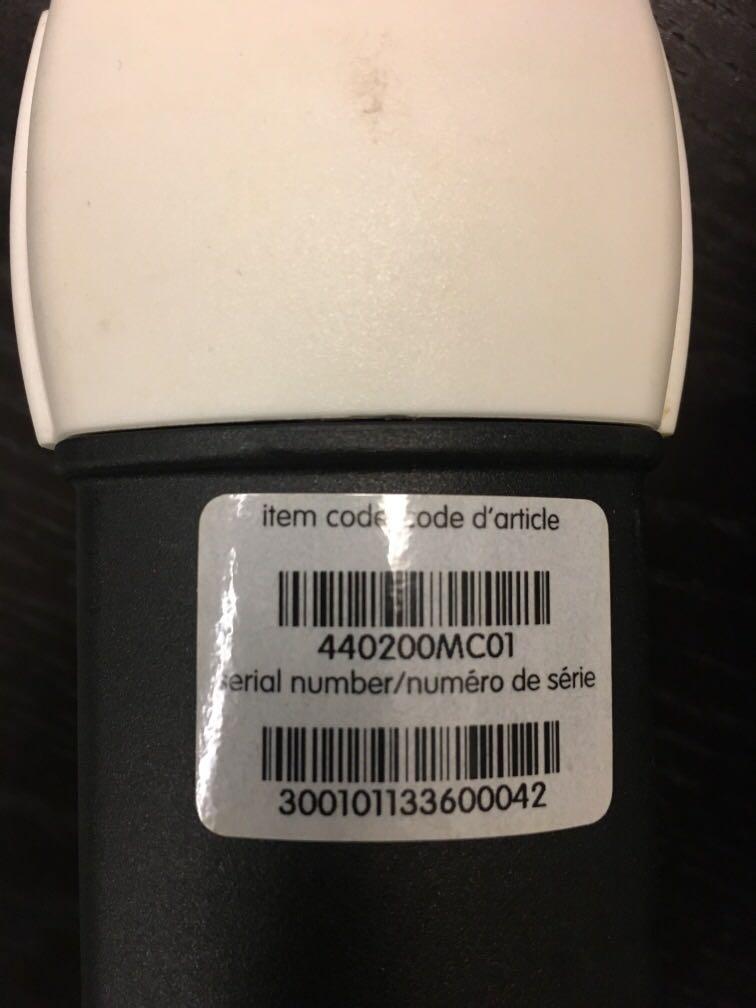 item code code d'article
440200MC01
serial number/numéro de série
300101133600042